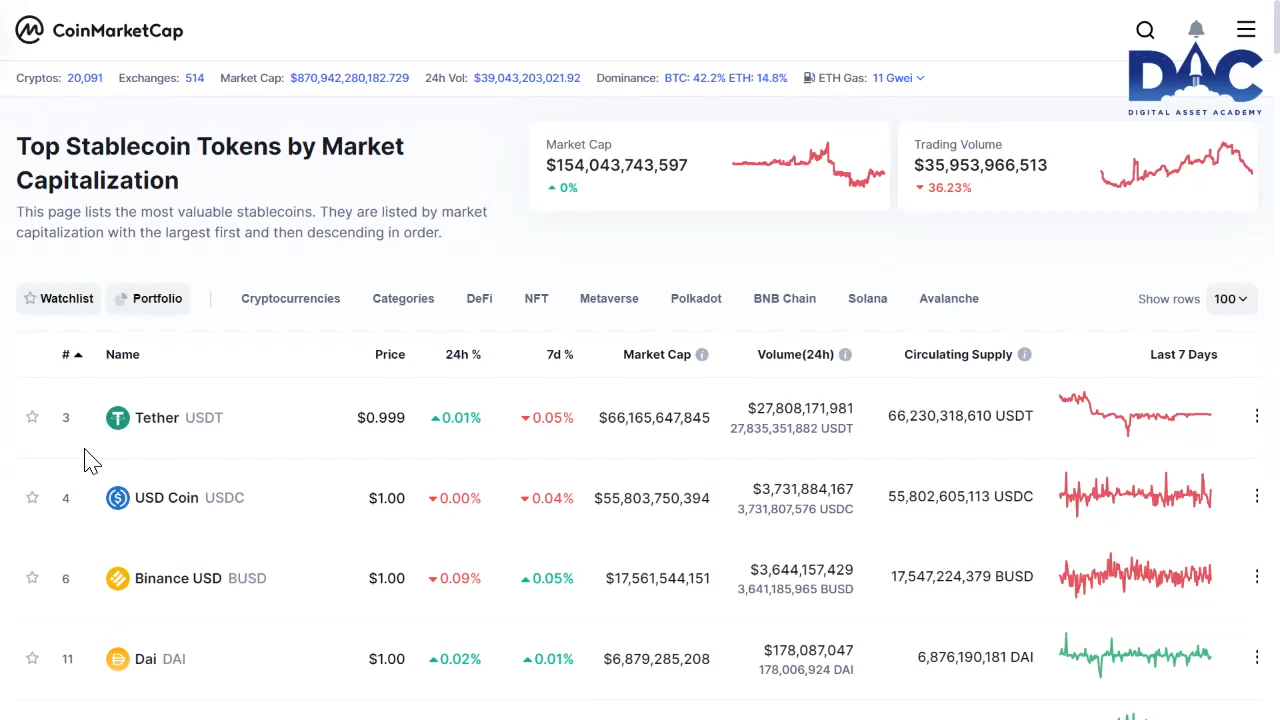 CoinMarketCap
Cryptos: 20,091 Exchanges: 514 Market Cap: $870,942,280,182.729 24h Vol: $39,043,203,021.92 Dominance: BTC: 42.2% ETH: 14.8% ETH Gas: 11 Gwei
DAC
DIGITAL ASSET ACADEMY
Top Stablecoin Tokens by Market
Capitalization
This page lists the most valuable stablecoins. They are listed by market
capitalization with the largest first and then descending in order.
Market Cap
$154,043,743,597
0%
Trading Volume
$35,953,966,513
36.23%
Watchlist Portfolio Cryptocurrencies Categories DeFi NFT Metaverse Polkadot BNB Chain Solana Avalanche Show rows 100
# Name Price 24h % 7d % Market Cap Volume(24h) Circulating Supply Last 7 Days
3 Tether USDT $0.999 0.01% 0.05% $66,165,647,845 $27,808,171,981 66,230,318,610 USDT
27,835,351,882 USDT
4 USD Coin USDC $1.00 0.00% 0.04% $55,803,750,394 $3,731,884,167 55,802,605,113 USDC
3,731,807,576 USDC
6 Binance USD BUSD $1.00 0.09% 0.05% $17,561,544,151 $3,644,157,429 17,547,224,379 BUSD
3,641,185,965 BUSD
11 Dai DAI $1.00 0.02% 0.01% $6,879,285,208 $178,087,047 6,876,190,181 DAI
178,006,924 DAI